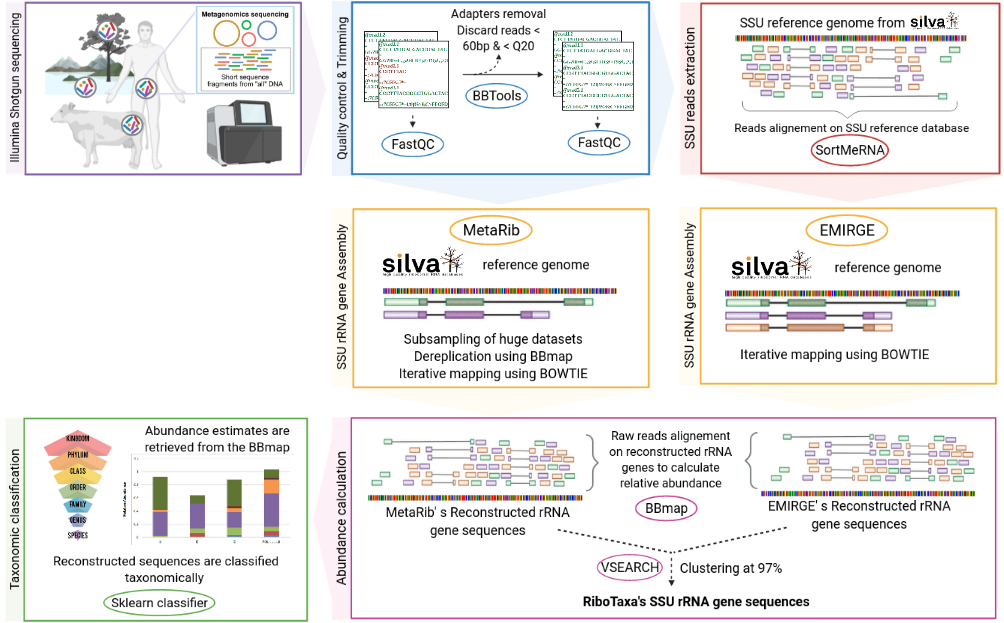 Illumina Shotgun sequencing
Metagenomics sequencing
Short sequence
fragments from "all" DNA
Quality control & Trimming
Adapters removal
Discard reads <
60bp & < Q20
BBTools
FastQC
FastQC
SSU reads extraction
SSU reference genome from silva
Reads alignement on SSU reference database
SortMeRNA
SSU rRNA gene Assembly
MetaRib
silva
reference genome
Subsampling of huge datasets
Dereplication using BBmap
Iterative mapping using BOWTIE
SSU rRNA gene Assembly
EMIRGE
silva
reference genome
Iterative mapping using BOWTIE
Taxonomic classification
KINGDOM
PHYLUM
CLASS
ORDER
FAMILY
GENUS
SPECIES
Abundance estimates are
retrieved from the BBmap
Reconstructed sequences are classified
taxonomically
Sklearn classifier
Abundance calculation
MetaRib' s Reconstructed rRNA
gene sequences
Raw reads alignement
on reconstructed rRNA
genes to calculate
relative abundance
BBmap
EMIRGE' s Reconstructed rRNA
gene sequences
VSEARCH
Clustering at 97%
RiboTaxa's SSU rRNA gene sequences